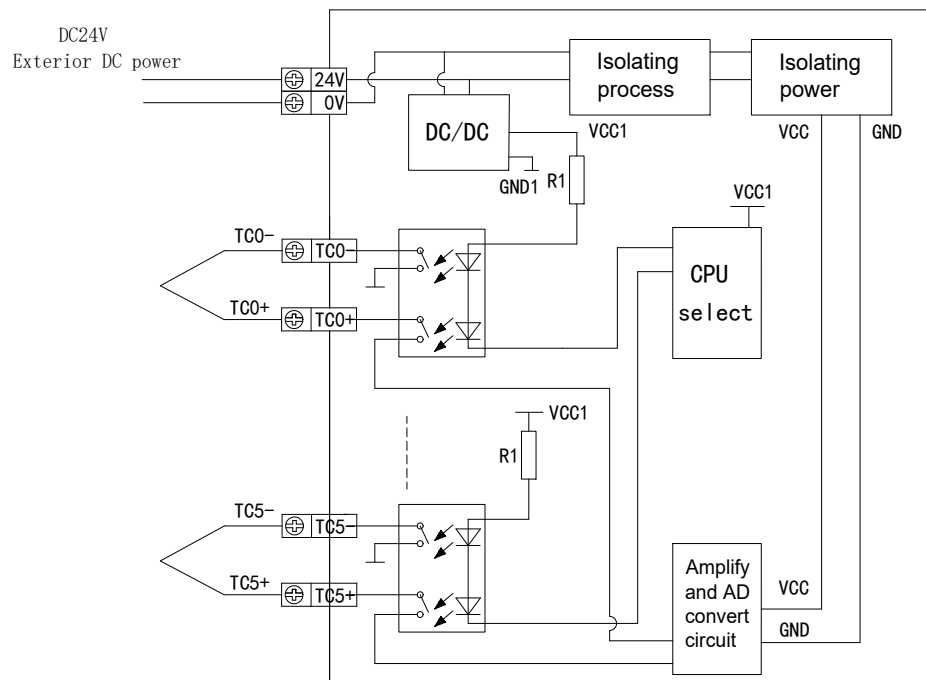 DC24V
Exterior DC power
24V
0V
Isolating
process
Isolating
power
DC/DC
VCC1
VCC
GND
GND1
R1
VCC1
TC0-
TC0-
CPU
select
TC0+
TC0+
VCC1
R1
TC5-
TC5-
TC5+
TC5+
Amplify
and AD
convert
circuit
VCC
GND